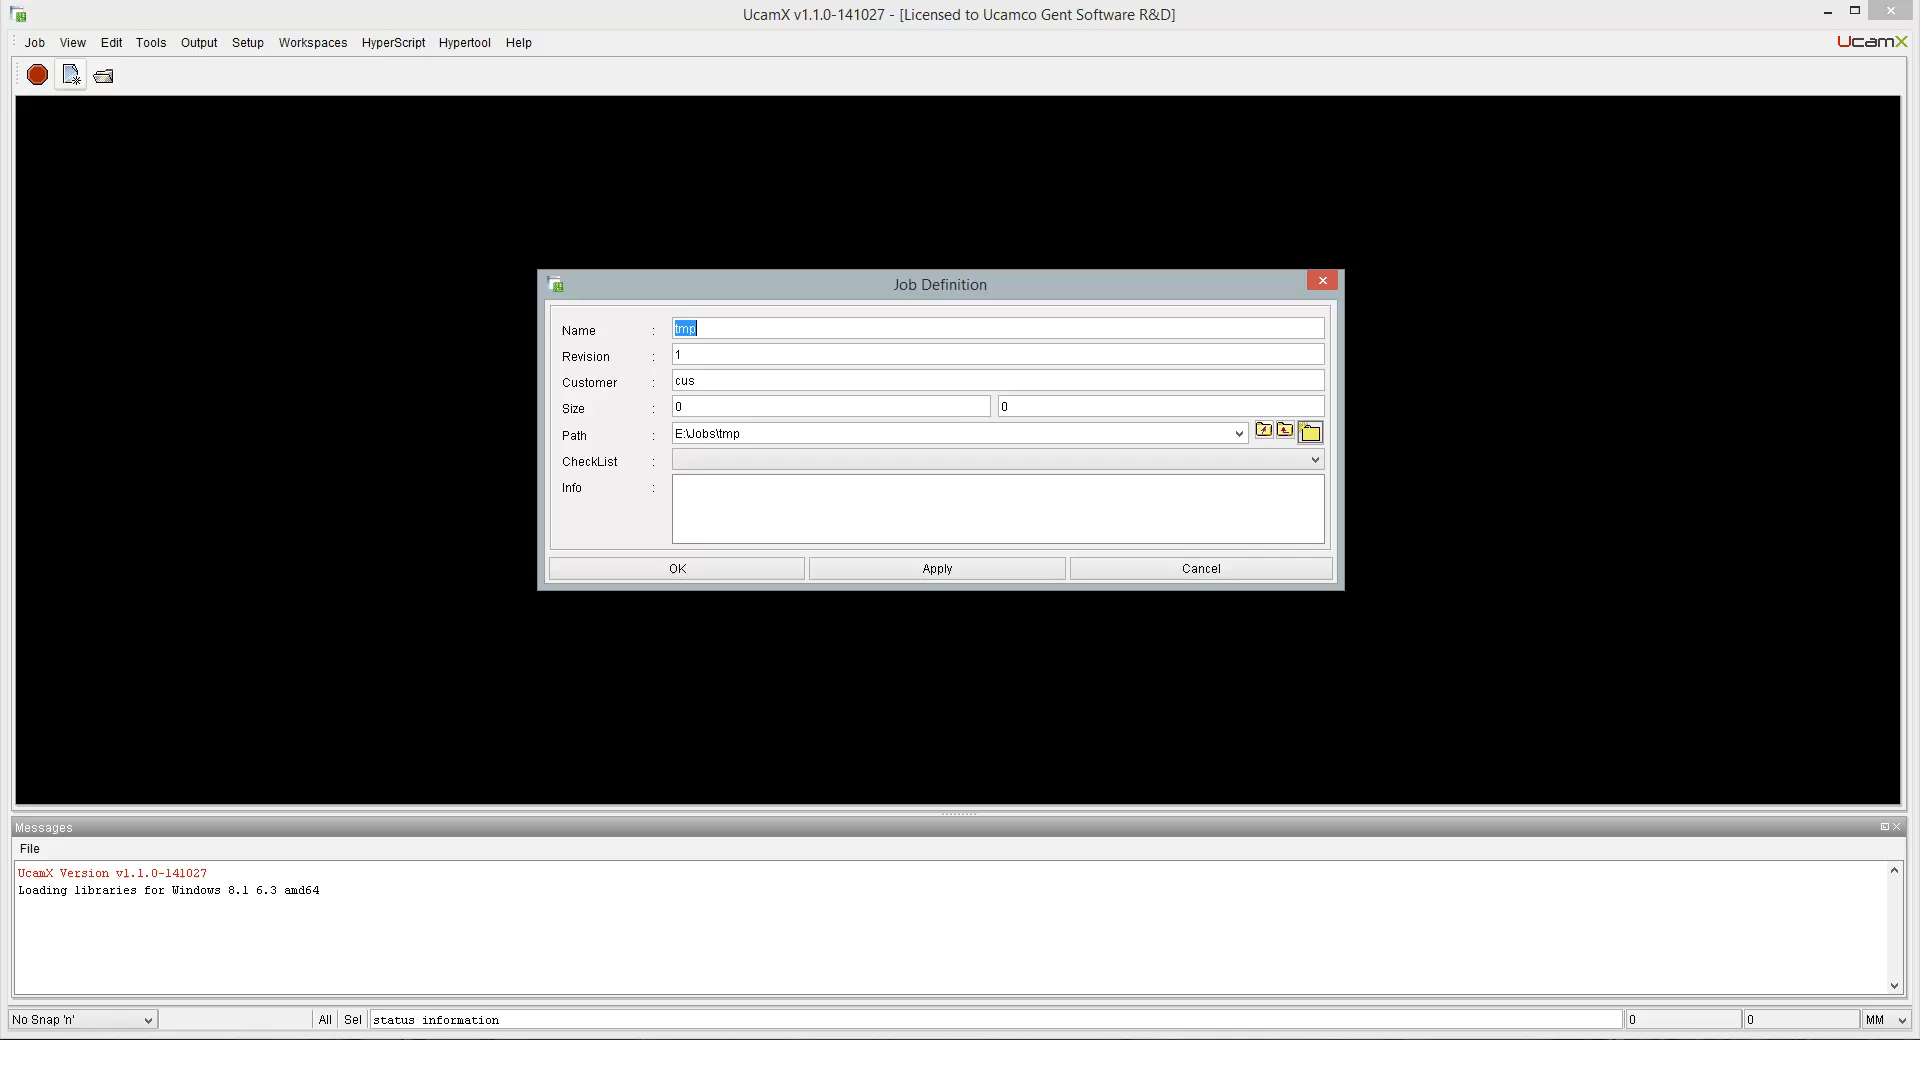 UcamX v1.1.0-141027 - [Licensed to Ucamco Gent Software R&D]
Job View Edit Tools Output Setup Workspaces HyperScript Hypertool Help
UcamX
Job Definition
Name : tmp
Revision : 1
Customer : cus
Size : 0 0
Path : E:\Jobs\tmp
CheckList :
Info :
OK Apply Cancel
Messages
File
UcamX Version v1.1.0-141027
Loading libraries for Windows 8.1 6.3 amd64
No Snap 'n' All Sel status information 0 0 MM